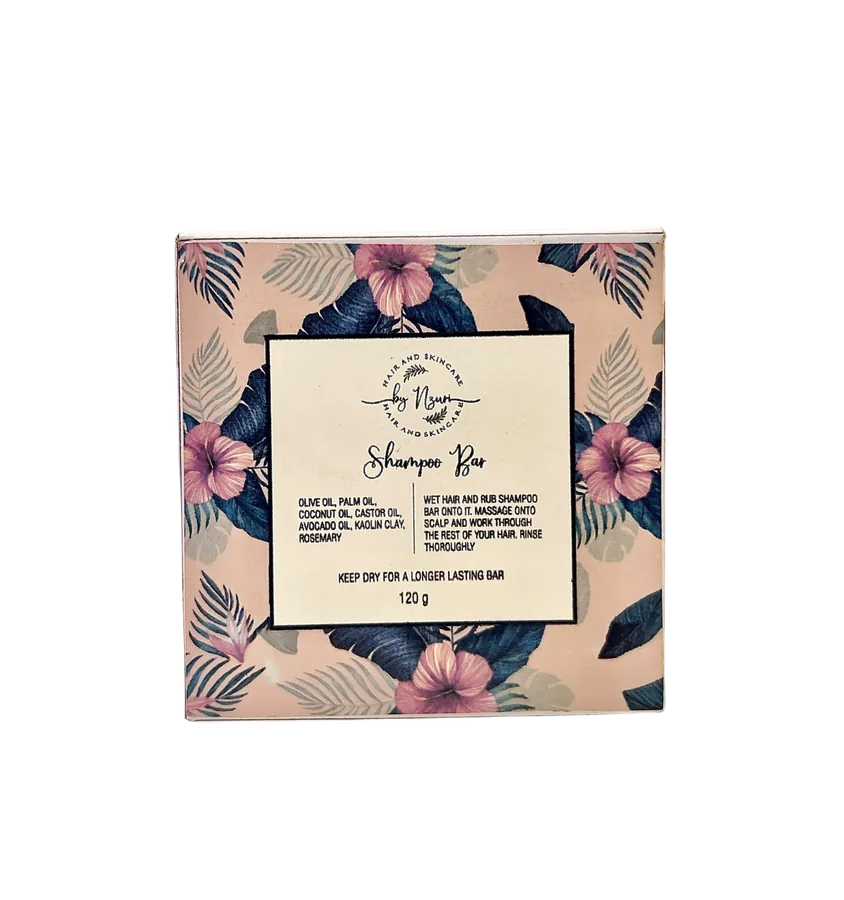 HAIR AND SKINCARE
by Nzuri
HAIR AND SKINCARE
Shampoo Bar
OLIVE OIL, PALM OIL,
COCONUT OIL, CASTOR OIL,
AVOCADO OIL, KAOLIN CLAY,
ROSEMARY
WET HAIR AND RUB SHAMPOO
BAR ONTO IT. MASSAGE ONTO
SCALP AND WORK THROUGH
THE REST OF YOUR HAIR. RINSE
THOROUGHLY
KEEP DRY FOR A LONGER LASTING BAR
120 g